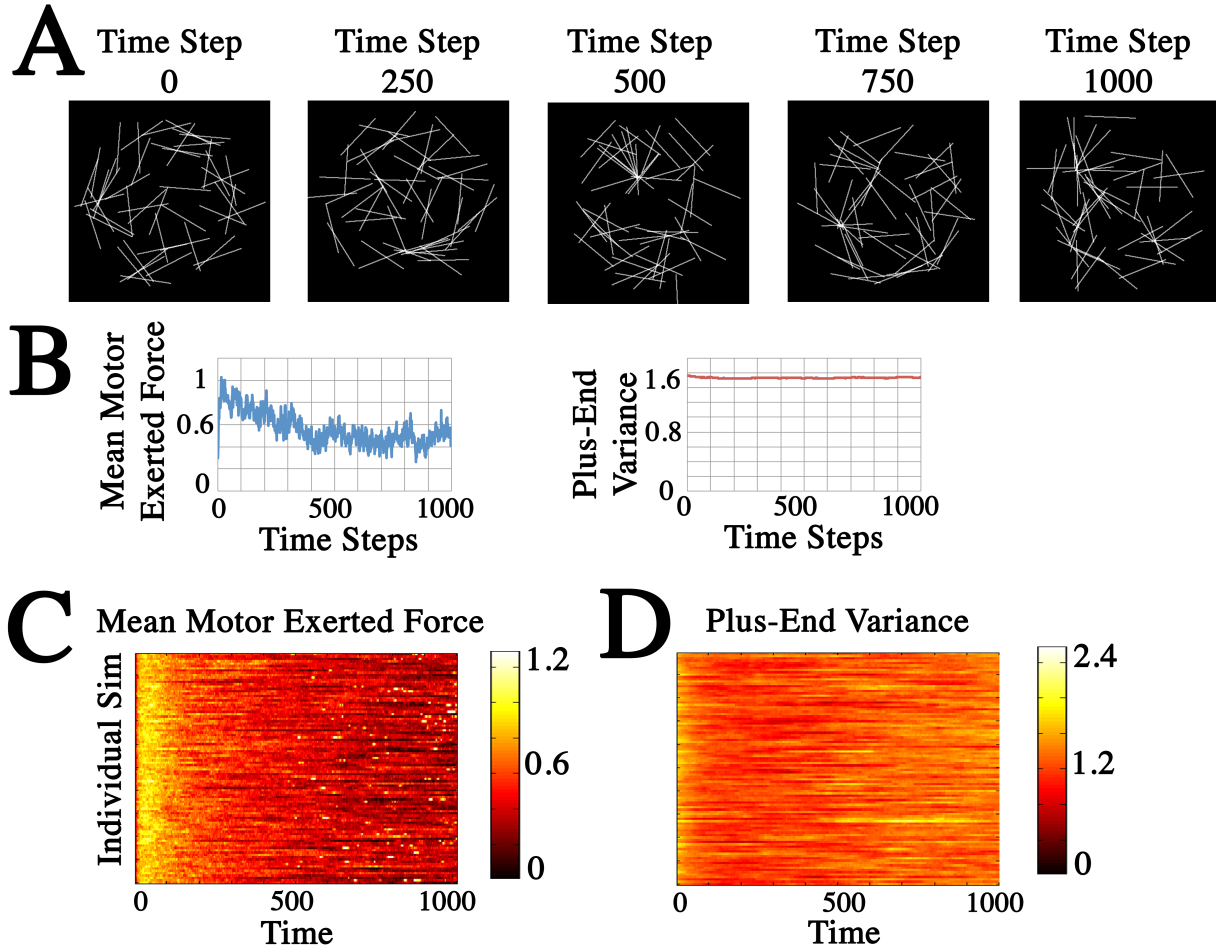 A
Time Step
0
Time Step
250
Time Step
500
Time Step
750
Time Step
1000
B
Mean Motor
Exerted Force
1
0.6
0
0
500
1000
Time Steps
Plus-End
Variance
1.6
0.8
0
0
500
1000
Time Steps
C
Mean Motor Exerted Force
Individual Sim
1.2
0.6
0
0
500
1000
Time
D
Plus-End Variance
2.4
1.2
0
0
500
1000
Time